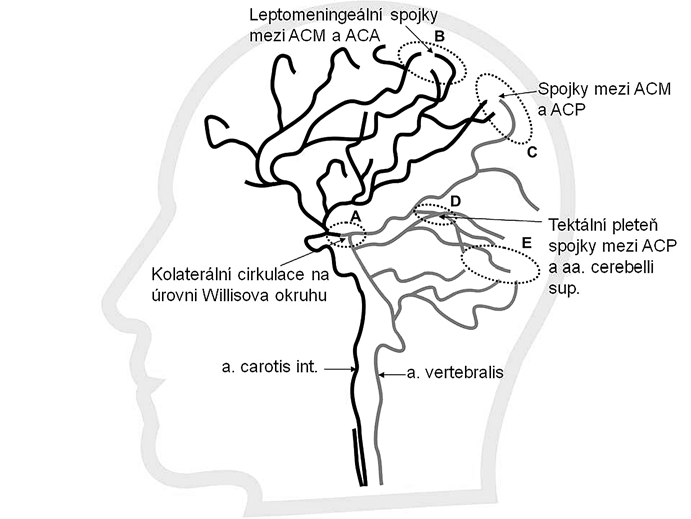 Leptomeningeální spojky
mezi ACM a ACA
B
Spojky mezi ACM
a ACP
C
A
D
Tektální pleteň
spojky mezi ACP
a aa. cerebelli
sup.
E
Kolaterální cirkulace na
úrovni Willisova okruhu
a. carotis int.
a. vertebralis